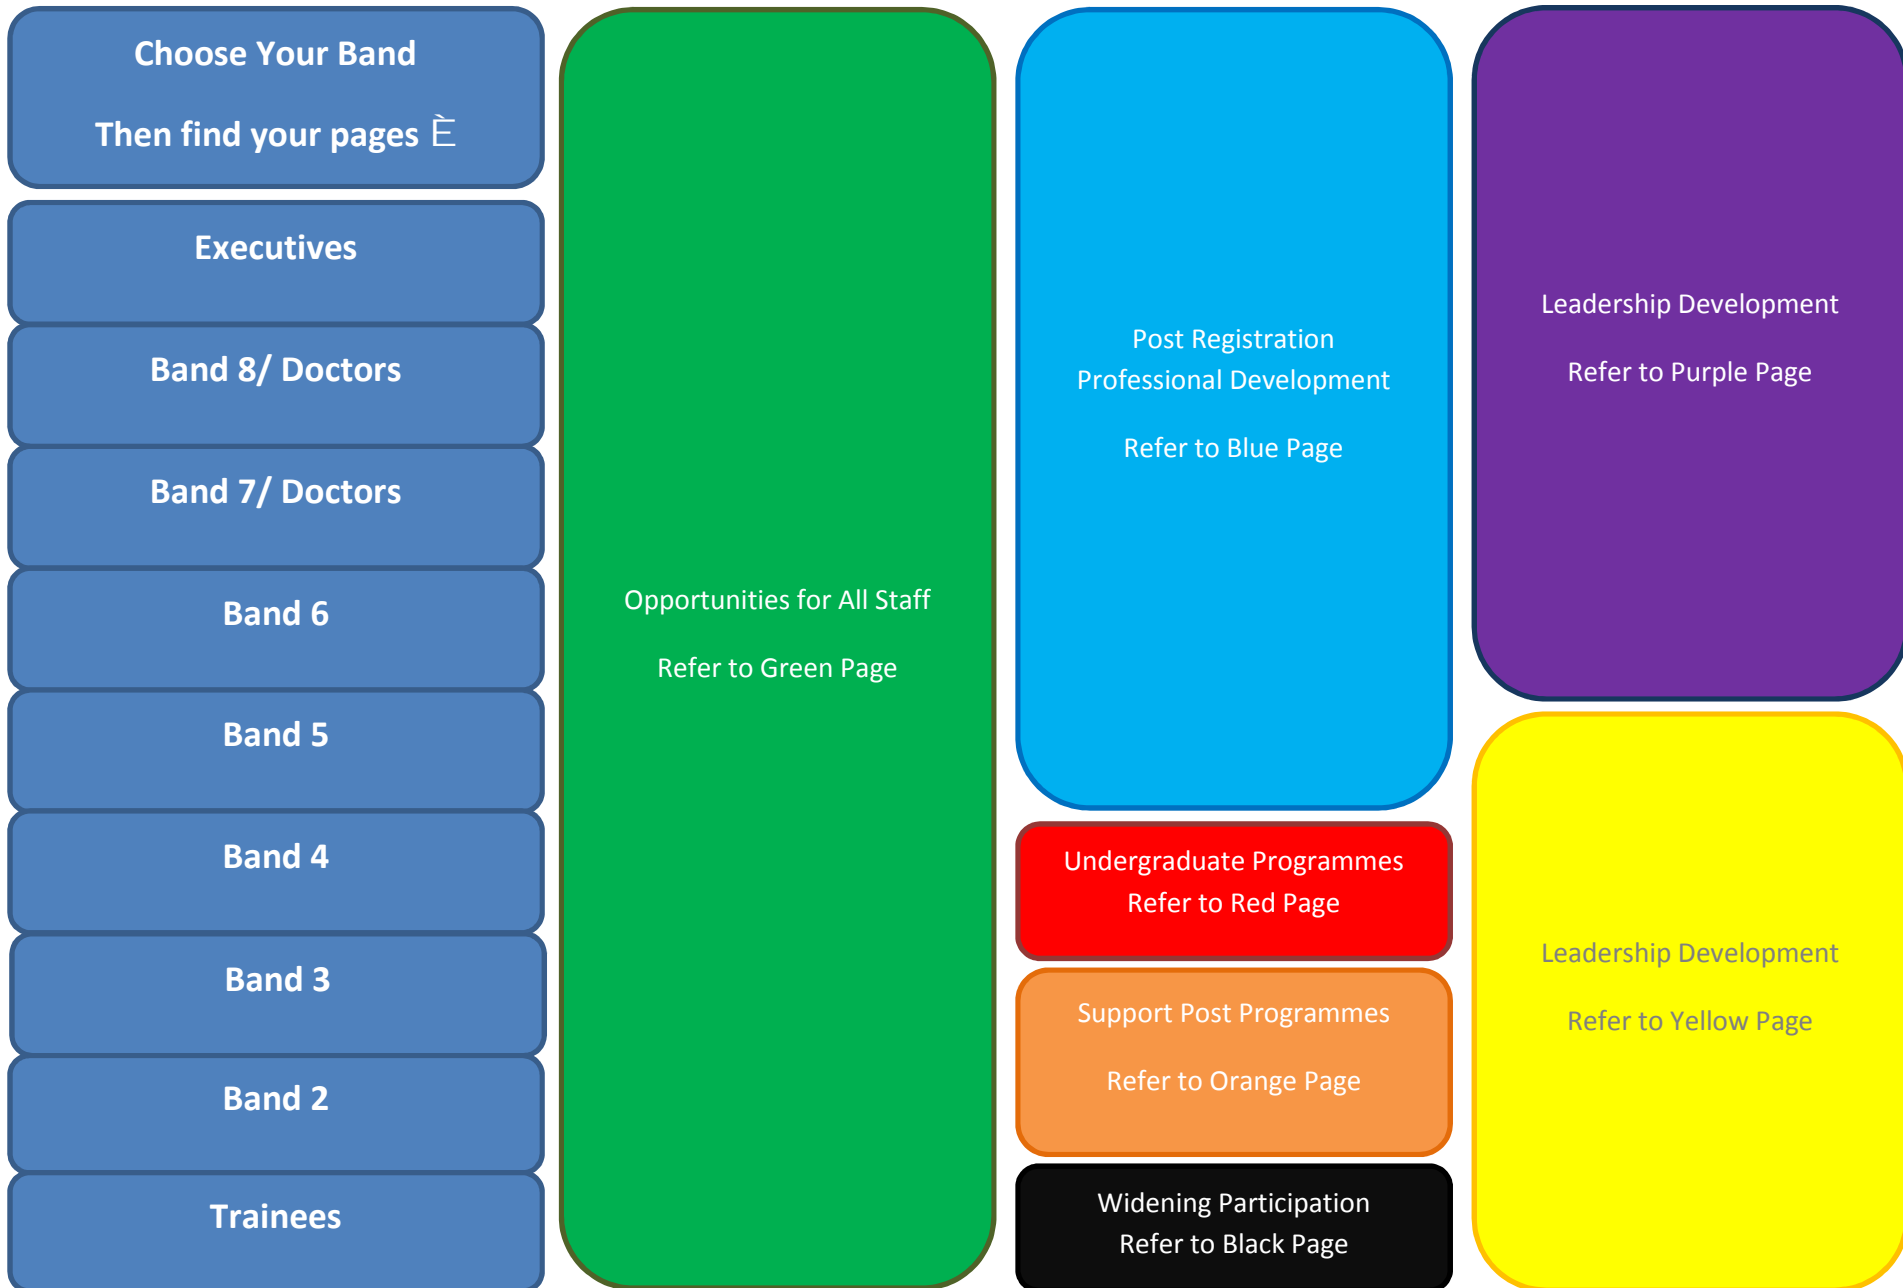 Choose Your Band
Then find your pages È
Executives
Band 8/ Doctors
Band 7/ Doctors
Band 6
Band 5
Band 4
Band 3
Band 2
Trainees
Opportunities for All Staff
Refer to Green Page
Post Registration
Professional Development
Refer to Blue Page
Undergraduate Programmes
Refer to Red Page
Support Post Programmes
Refer to Orange Page
Widening Participation
Refer to Black Page
Leadership Development
Refer to Purple Page
Leadership Development
Refer to Yellow Page